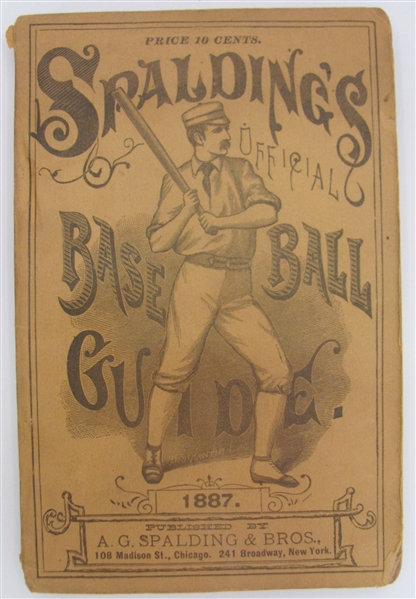 PRICE 10 CENTS.
SPALDING'S
OFFICIAL
BASE BALL
GUIDE.
1887.
PUBLISHED BY
A. G. SPALDING & BROS.,
108 Madison St., Chicago. 241 Broadway, New York.